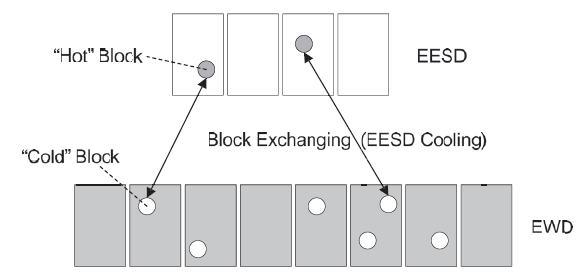 "Hot" Block
EESD
Block Exchanging (EESD Cooling)
"Cold" Block
EWD